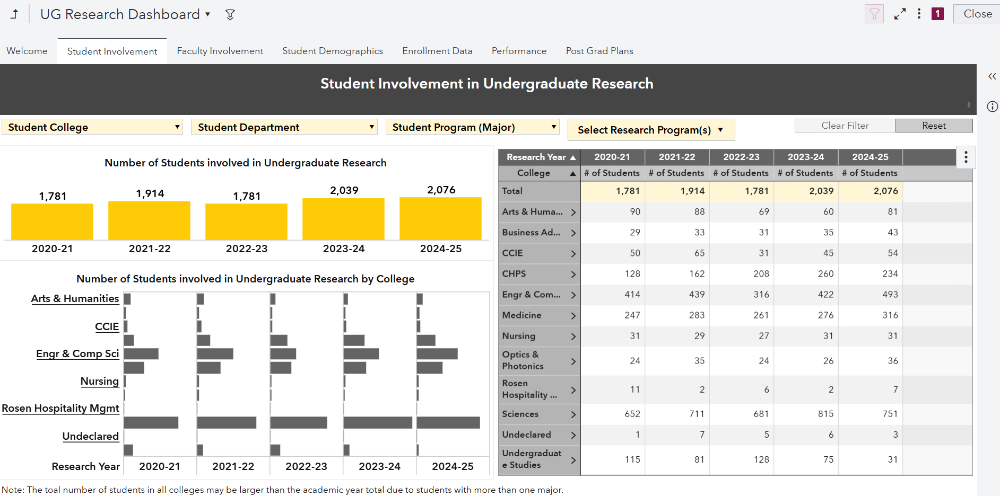 UG Research Dashboard
1
Close
Welcome Student Involvement Faculty Involvement Student Demographics Enrollment Data Performance Post Grad Plans
Student Involvement in Undergraduate Research
Student College Student Department Student Program (Major) Select Research Program(s) Clear Filter Reset
Number of Students involved in Undergraduate Research
1,781 1,914 1,781 2,039 2,076
2020-21 2021-22 2022-23 2023-24 2024-25
Number of Students involved in Undergraduate Research by College
Arts & Humanities
CCIE
Engr & Comp Sci
Nursing
Rosen Hospitality Mgmt
Undeclared
Research Year 2020-21 2021-22 2022-23 2023-24 2024-25
Research Year 2020-21 2021-22 2022-23 2023-24 2024-25
College # of Students # of Students # of Students # of Students # of Students
Total 1,781 1,914 1,781 2,039 2,076
Arts & Huma... 90 88 69 60 81
Business Ad... 29 33 31 35 43
CCIE 50 65 31 45 54
CHPS 128 162 208 260 234
Engr & Com... 414 439 316 422 493
Medicine 247 283 261 276 316
Nursing 31 29 27 31 31
Optics &
Photonics 24 35 24 26 36
Rosen
Hospitality ... 11 2 6 2 7
Sciences 652 711 681 815 751
Undeclared 1 7 5 6 3
Undergraduat
e Studies 115 81 128 75 31
Note: The toal number of students in all colleges may be larger than the academic year total due to students with more than one major.